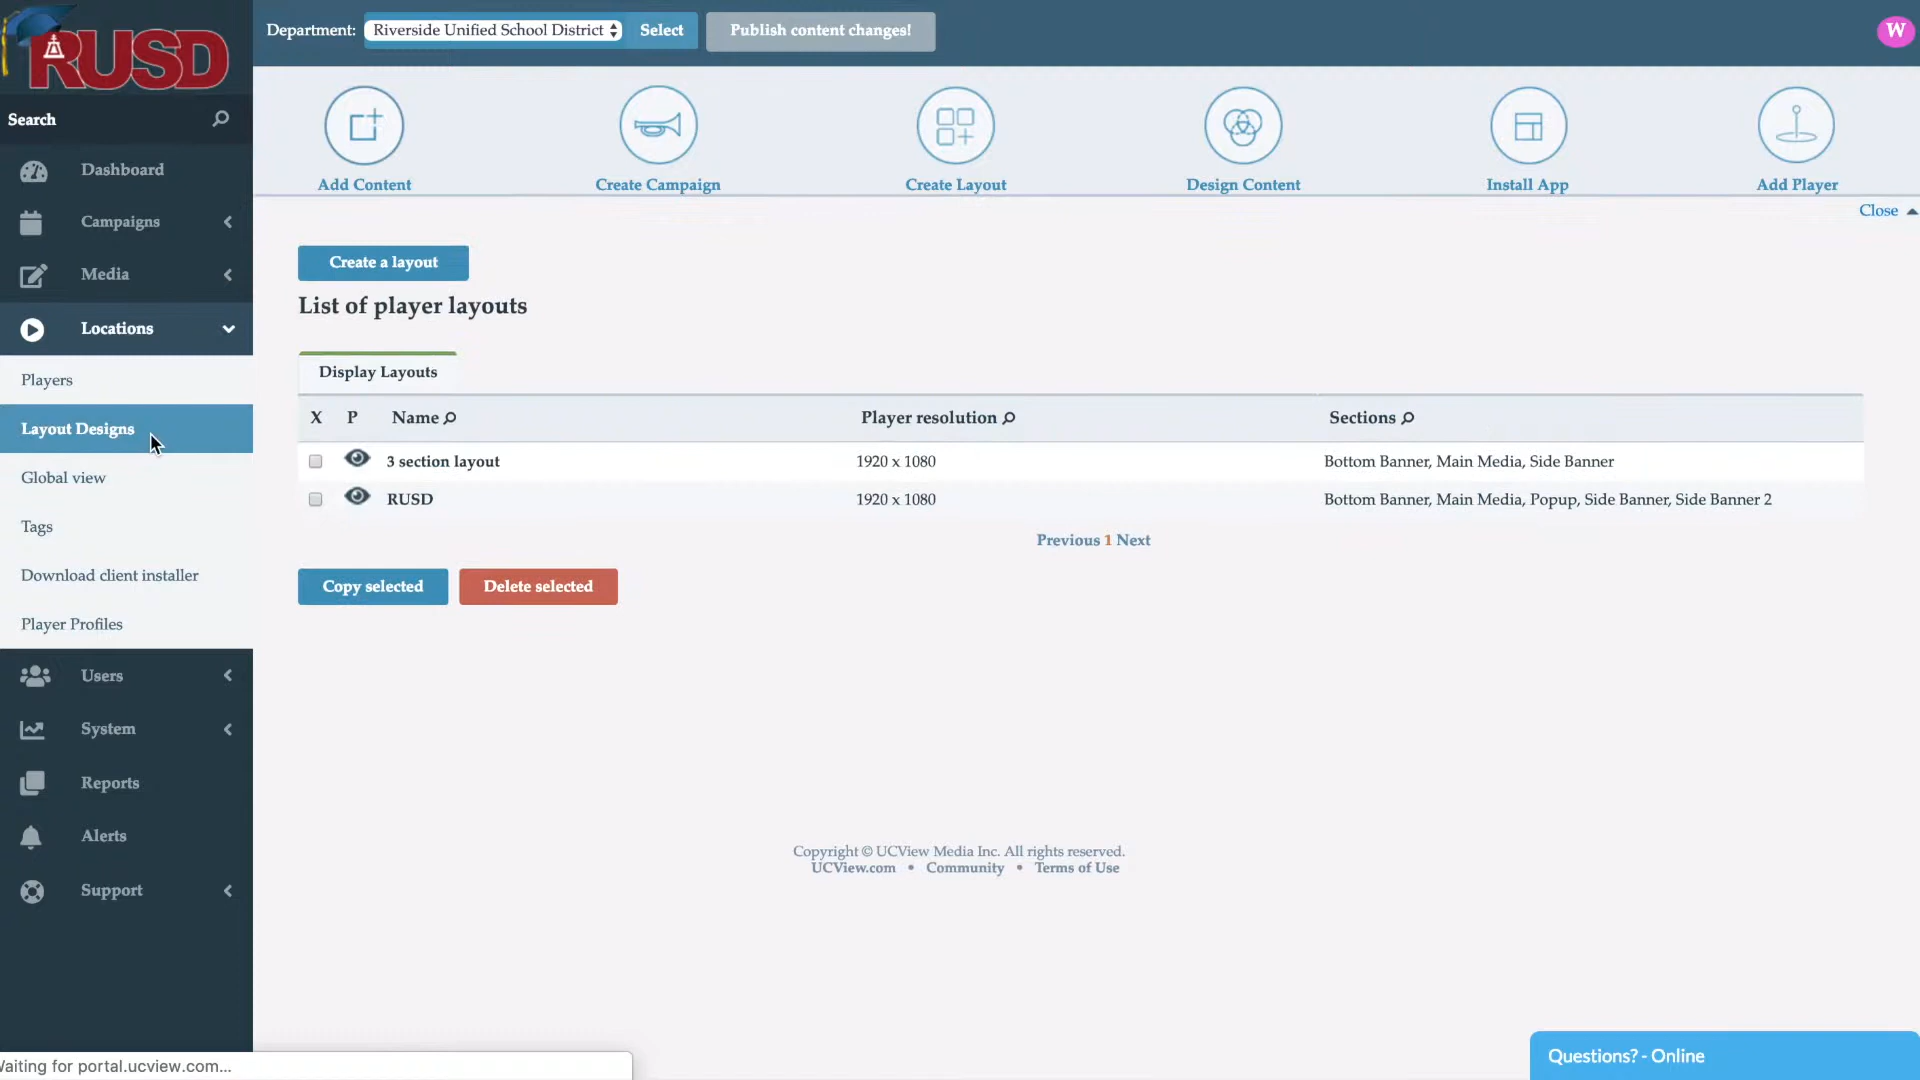 RUSD
Department: Riverside Unified School District Select Publish content changes! W
Search
Dashboard
Campaigns
Media
Locations
Players
Layout Designs
Global view
Tags
Download client installer
Player Profiles
Users
System
Reports
Alerts
Support
Add Content Create Campaign Create Layout Design Content Install App Add Player
Close
Create a layout
List of player layouts
Display Layouts
X P Name Player resolution Sections
3 section layout 1920 x 1080 Bottom Banner, Main Media, Side Banner
RUSD 1920 x 1080 Bottom Banner, Main Media, Popup, Side Banner, Side Banner 2
Previous 1 Next
Copy selected Delete selected
Copyright © UCView Media Inc. All rights reserved.
UCView.com • Community • Terms of Use
for portal.ucview.com...
Questions? - Online